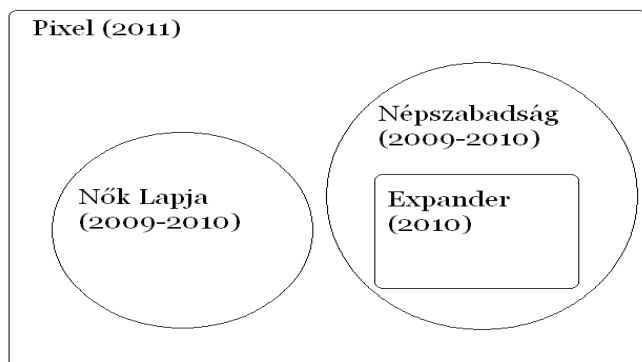 Pixel (2011)
Népszabadság
(2009-2010)
Nők Lapja
(2009-2010)
Expander
(2010)